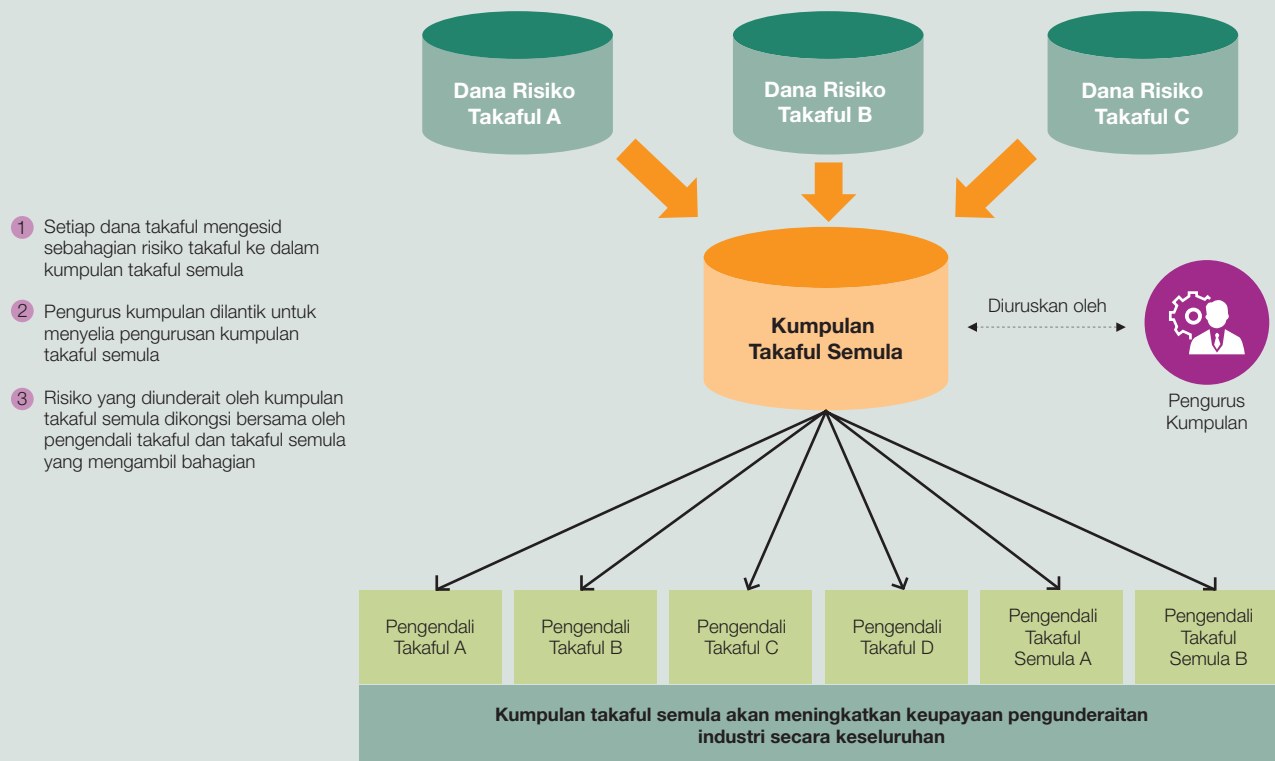 Dana Risiko
Takaful A
Dana Risiko
Takaful B
Dana Risiko
Takaful C
1 Setiap dana takaful mengesid
sebahagian risiko takaful ke dalam
kumpulan takaful semula
2 Pengurus kumpulan dilantik untuk
menyelia pengurusan kumpulan
takaful semula
3 Risiko yang diunderait oleh kumpulan
takaful semula dikongsi bersama oleh
pengendali takaful dan takaful semula
yang mengambil bahagian
Kumpulan
Takaful Semula
Diuruskan oleh
Pengurus
Kumpulan
Pengendali
Takaful A
Pengendali
Takaful B
Pengendali
Takaful C
Pengendali
Takaful D
Pengendali
Takaful
Semula A
Pengendali
Takaful
Semula B
Kumpulan takaful semula akan meningkatkan keupayaan pengunderaitan
industri secara keseluruhan